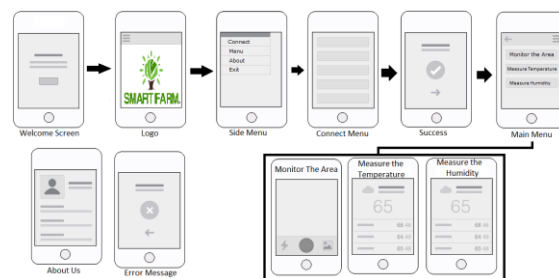 Connect
Menu
About
Exit
SMARTFARM.
Monitor the Area
Measure Temperature
Measure Humidity
Welcome Screen
Logo
Side Menu
Connect Menu
Success
Main Menu
Monitor The Area
Measure the
Temperature
65
Measure the
Humidity
65
About Us
Error Message